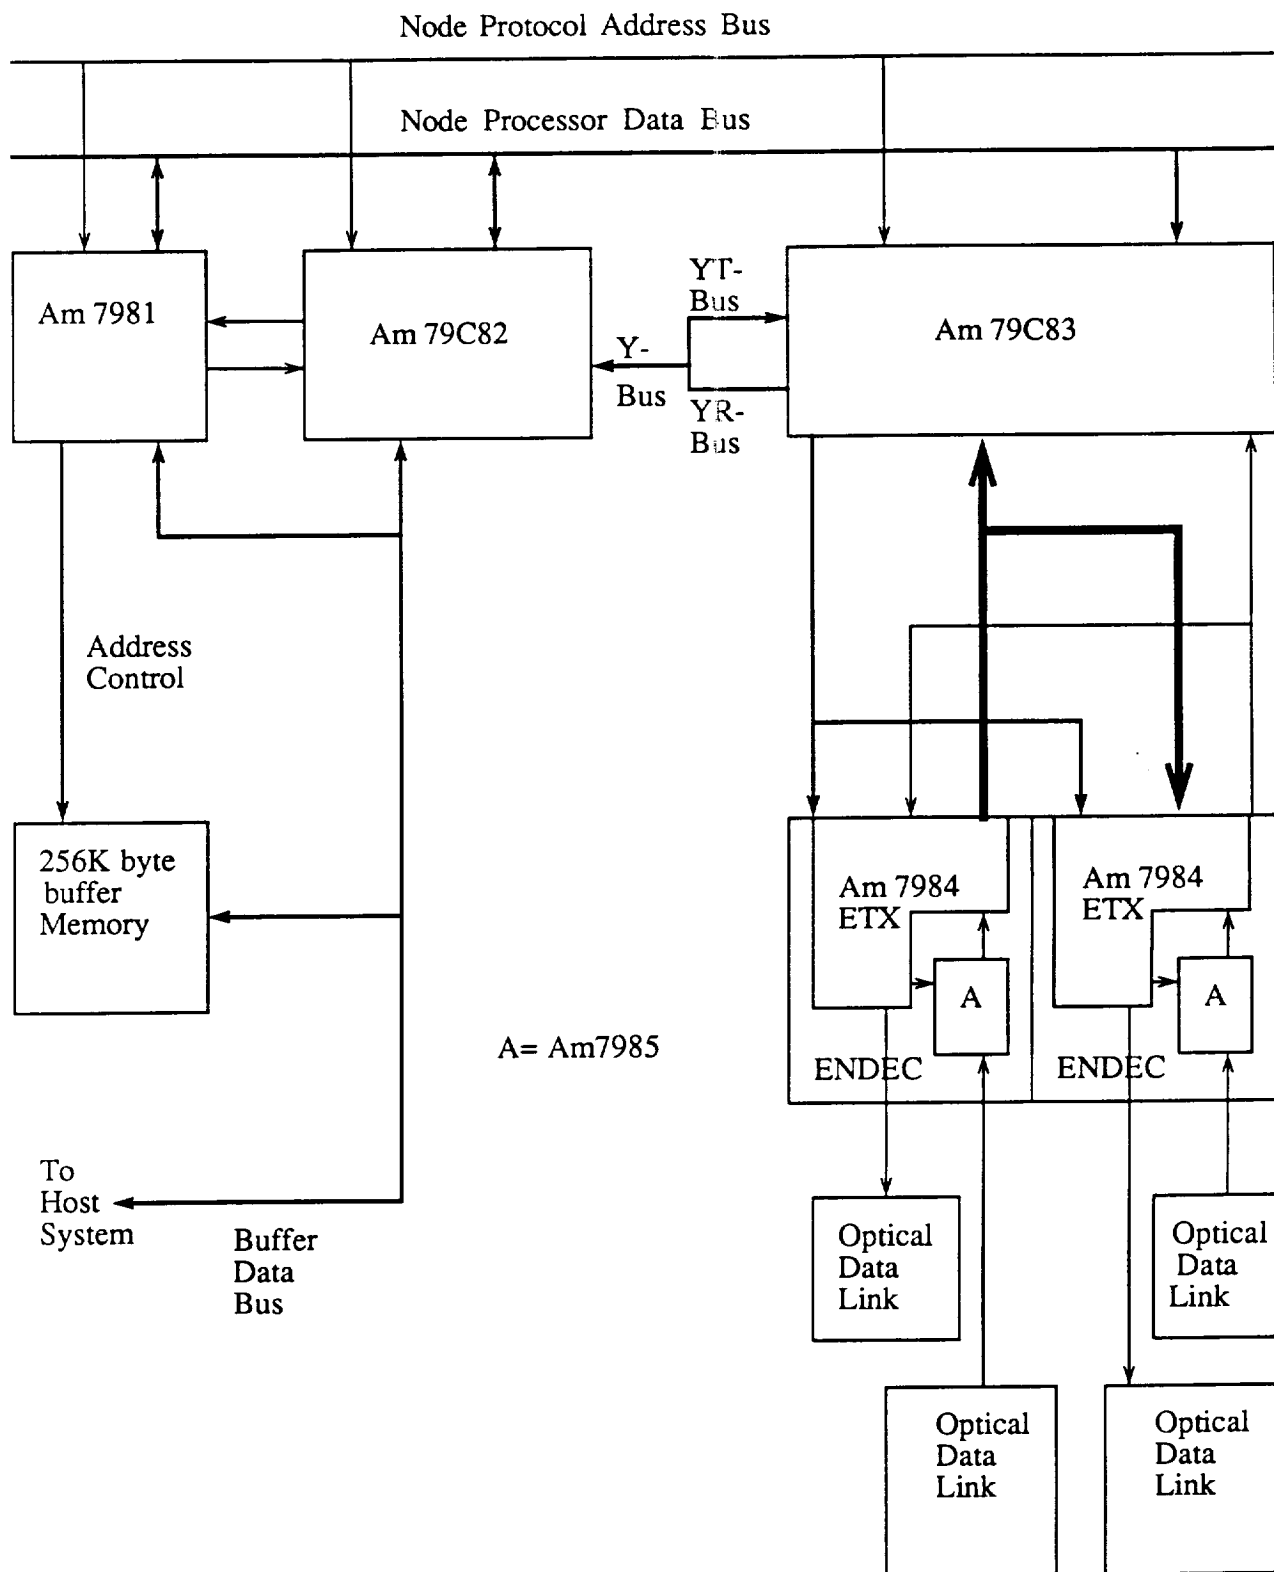 Node Protocol Address Bus
Node Processor Data Bus
Am 7981
Am 79C82
Y-
Bus
YT-
Bus
YR-
Bus
Am 79C83
Address
Control
256K byte
buffer
Memory
A= Am7985
Am 7984
ETX
A
ENDEC
Am 7984
ETX
A
ENDEC
To
Host
System
Buffer
Data
Bus
Optical
Data
Link
Optical
Data
Link
Optical
Data
Link
Optical
Data
Link